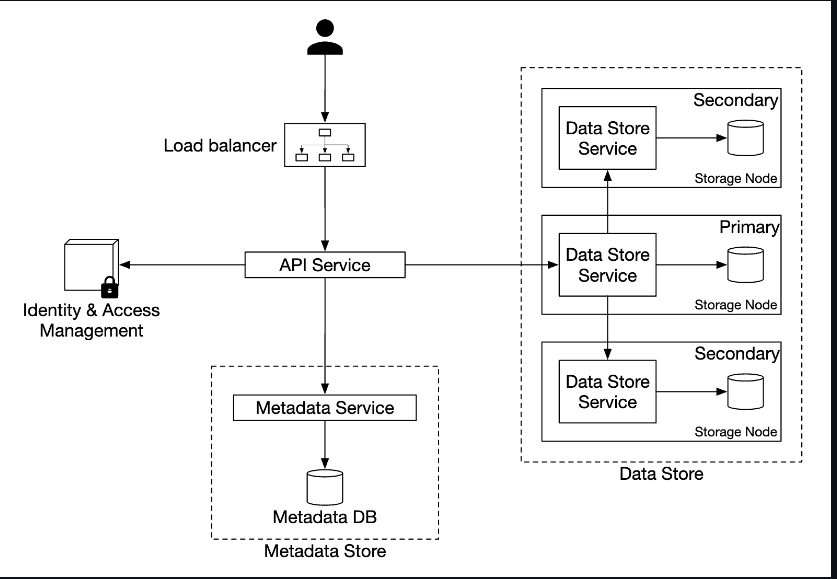 Load balancer
API Service
Identity & Access
Management
Metadata Service
Metadata DB
Metadata Store
Secondary
Data Store
Service
Storage Node
Primary
Data Store
Service
Storage Node
Secondary
Data Store
Service
Storage Node
Data Store